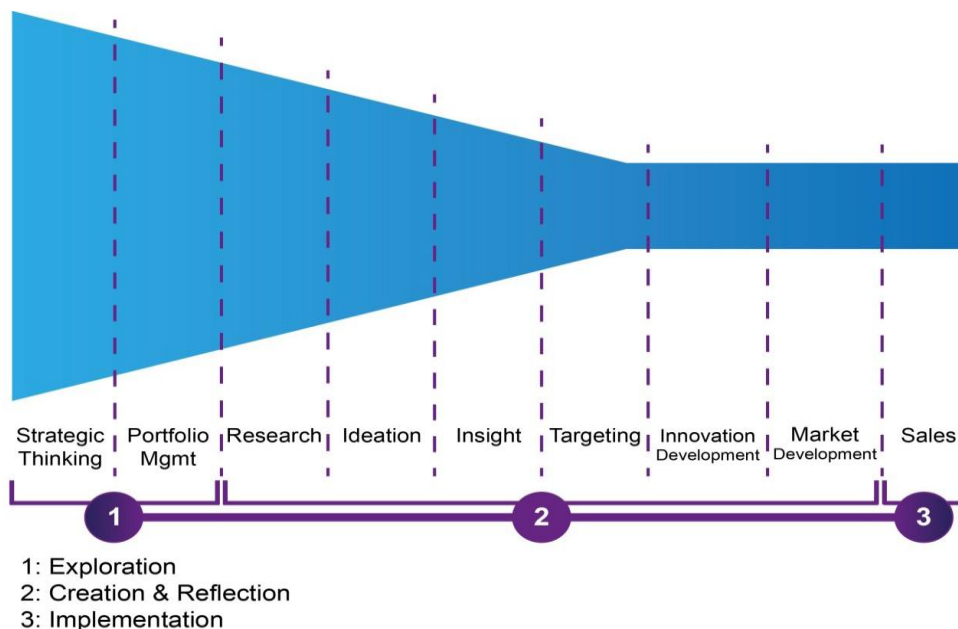 Strategic
Thinking
Portfolio
Mgmt
Research
Ideation
Insight
Targeting
Innovation
Development
Market
Development
Sales
1
2
3
1: Exploration
2: Creation & Reflection
3: Implementation